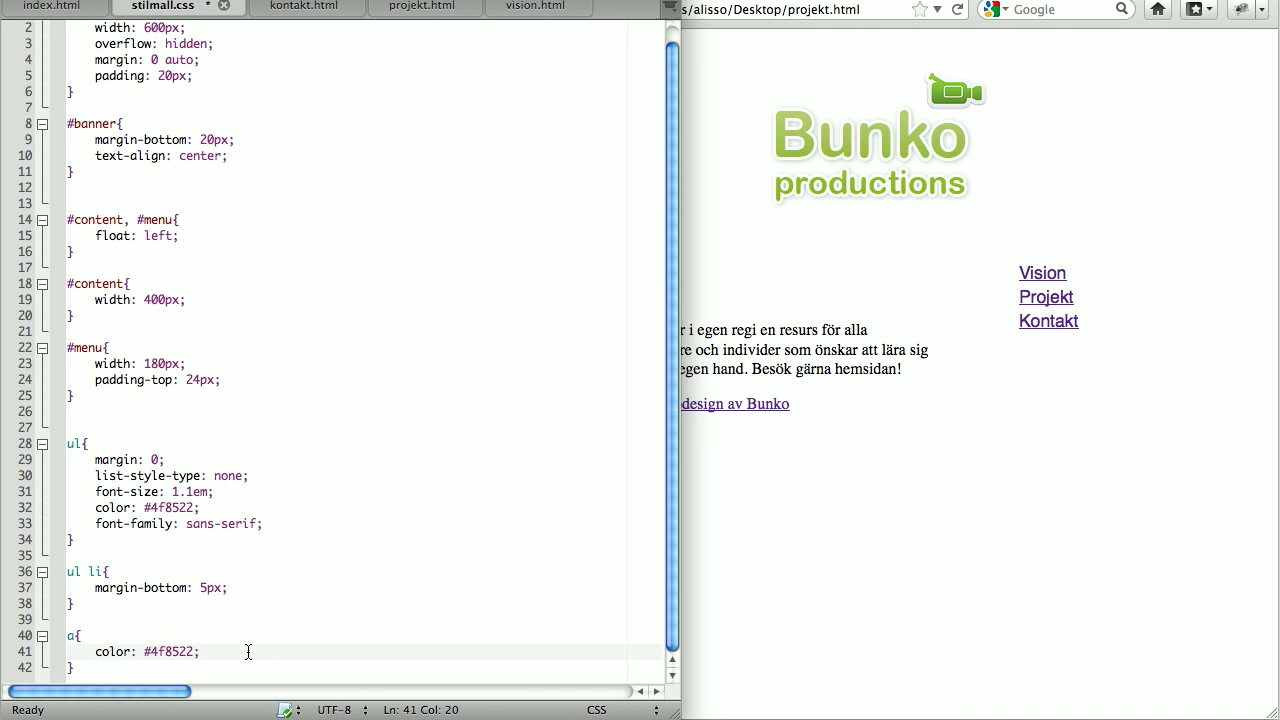 index.html
stilmall.css *
kontakt.html
projekt.html
vision.html
s/alisso/Desktop/projekt.html
Google
2 width: 600px;
3 overflow: hidden;
4 margin: 0 auto;
5 padding: 20px;
6 }
7
8 #banner{
9 margin-bottom: 20px;
10 text-align: center;
11 }
12
13
14 #content, #menu{
15 float: left;
16 }
17
18 #content{
19 width: 400px;
20 }
21
22 #menu{
23 width: 180px;
24 padding-top: 24px;
25 }
26
27
28 ul{
29 margin: 0;
30 list-style-type: none;
31 font-size: 1.1em;
32 color: #4f8522;
33 font-family: sans-serif;
34 }
35
36 ul li{
37 margin-bottom: 5px;
38 }
39
40 a{
41 color: #4f8522;
42 }
Ready
UTF-8
Ln: 41 Col: 20
CSS
Bunko
productions
Vision
Projekt
Kontakt
r i egen regi en resurs för alla
re och individer som önskar att lära sig
egen hand. Besök gärna hemsidan!
design av Bunko